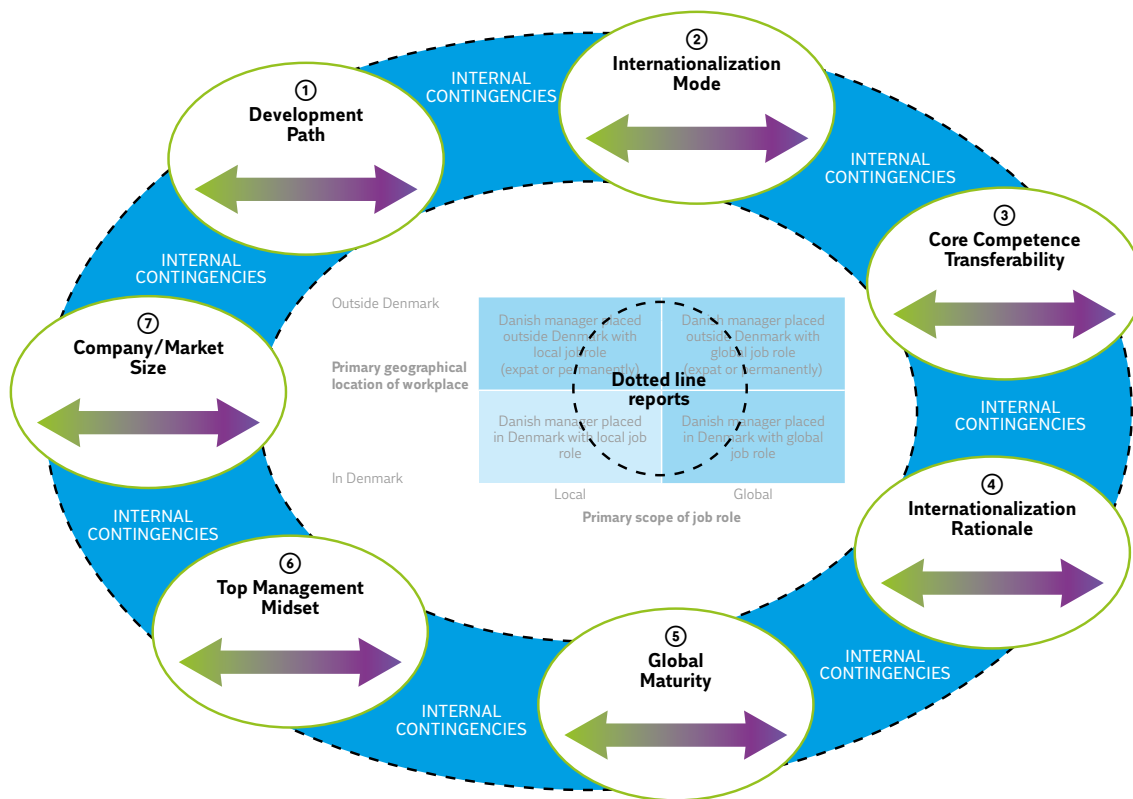 ①
Development
Path
INTERNAL
CONTINGENCIES
②
Internationalization
Mode
INTERNAL
CONTINGENCIES
③
Core Competence
Transferability
INTERNAL
CONTINGENCIES
④
Internationalization
Rationale
INTERNAL
CONTINGENCIES
⑤
Global
Maturity
INTERNAL
CONTINGENCIES
⑥
Top Management
Midset
INTERNAL
CONTINGENCIES
⑦
Company/Market
Size
INTERNAL
CONTINGENCIES
Outside Denmark
Primary geographical
location of workplace
In Denmark
Danish manager placed
outside Denmark with
local job role
(expat or permanently)
Danish manager placed
outside Denmark with
global job role
(expat or permanently)
Dotted line
reports
Danish manager placed
in Denmark with local job
role
Danish manager placed
in Denmark with global
job role
Local
Global
Primary scope of job role